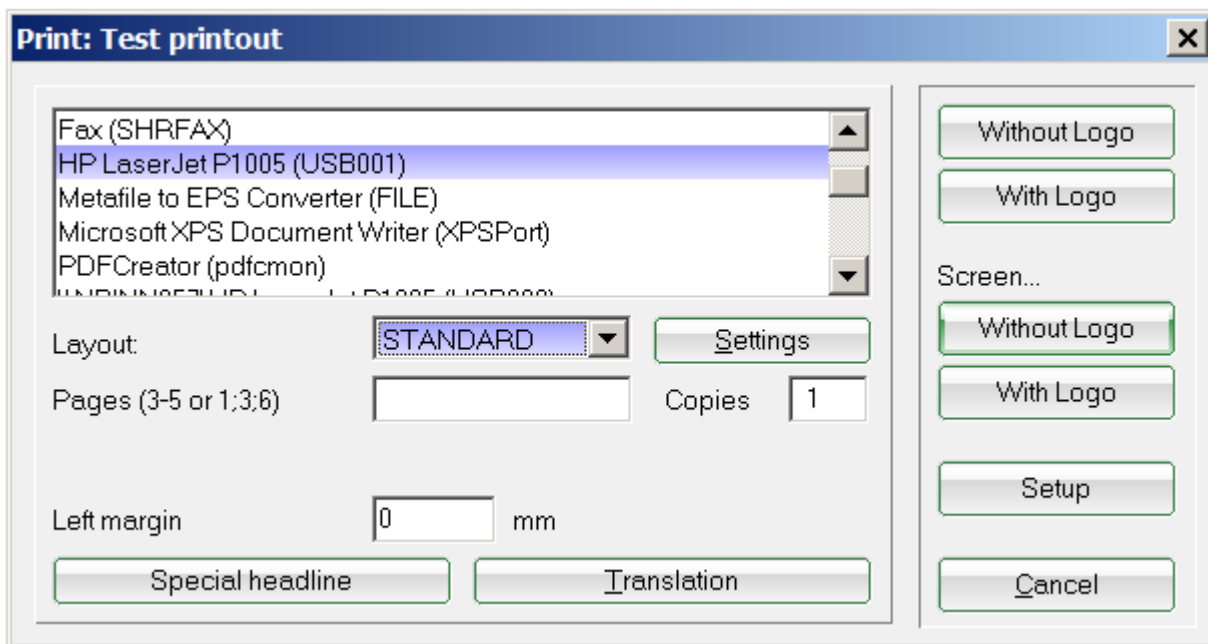 Print: Test printout
Fax (SHRFAX)
HP LaserJet P1005 (USB001)
Metafile to EPS Converter (FILE)
Microsoft XPS Document Writer (XPSPort)
PDFCreator (pdfcmon)
Layout: STANDARD Settings
Pages (3-5 or 1;3;6) Copies 1
Left margin 0 mm
Special headline Translation
Without Logo
With Logo
Screen...
Without Logo
With Logo
Setup
Cancel